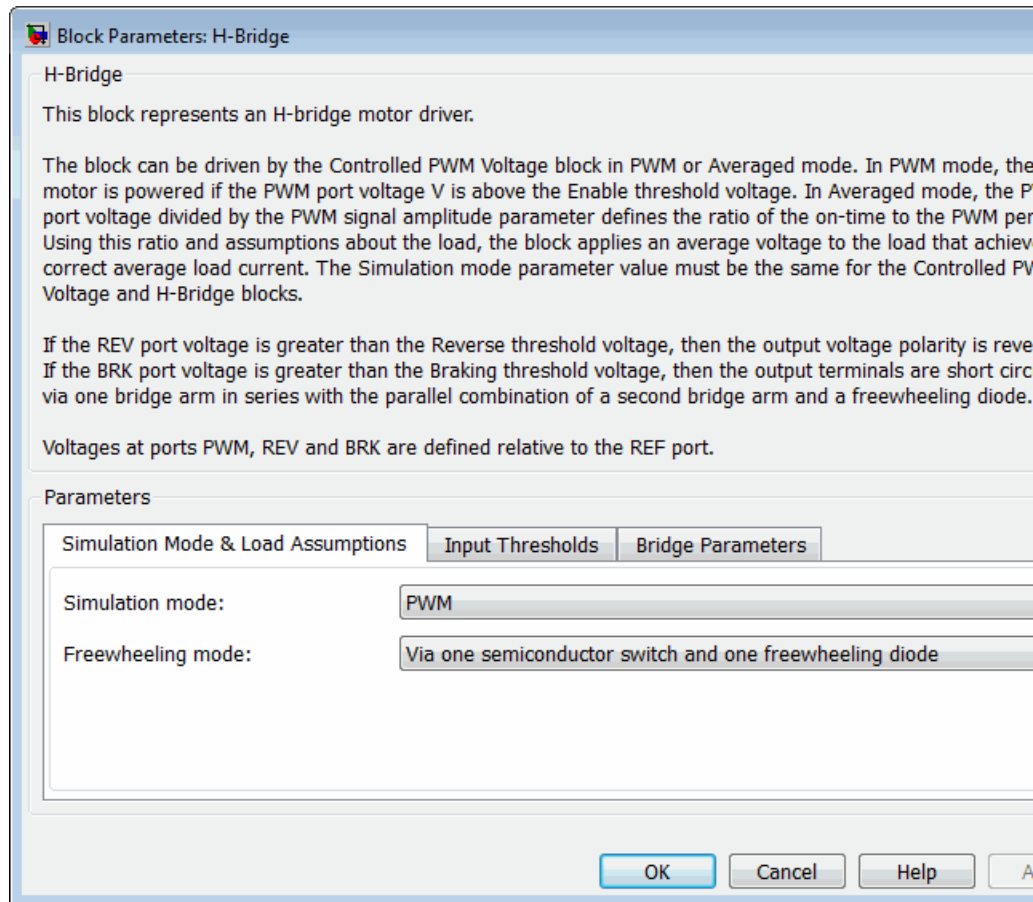 Block Parameters: H-Bridge
H-Bridge
This block represents an H-bridge motor driver.
The block can be driven by the Controlled PWM Voltage block in PWM or Averaged mode. In PWM mode, the
motor is powered if the PWM port voltage V is above the Enable threshold voltage. In Averaged mode, the
port voltage divided by the PWM signal amplitude parameter defines the ratio of the on-time to the PWM
Using this ratio and assumptions about the load, the block applies an average voltage to the load that
correct average load current. The Simulation mode parameter value must be the same for the Controlled
Voltage and H-Bridge blocks.
If the REV port voltage is greater than the Reverse threshold voltage, then the output voltage polarity is
If the BRK port voltage is greater than the Braking threshold voltage, then the output terminals are short
via one bridge arm in series with the parallel combination of a second bridge arm and a freewheeling diode.
Voltages at ports PWM, REV and BRK are defined relative to the REF port.
Parameters
Simulation Mode & Load Assumptions Input Thresholds Bridge Parameters
Simulation mode: PWM
Freewheeling mode: Via one semiconductor switch and one freewheeling diode
OK Cancel Help